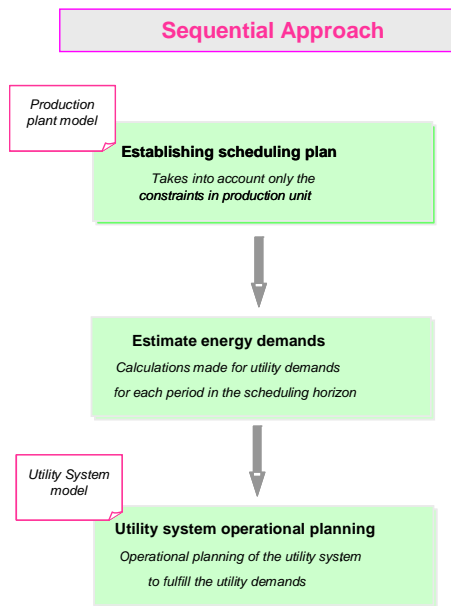 Sequential Approach
Production
plant model
Establishing scheduling plan
Takes into account only the
constraints in production unit
Estimate energy demands
Calculations made for utility demands
for each period in the scheduling horizon
Utility System
model
Utility system operational planning
Operational planning of the utility system
to fulfill the utility demands